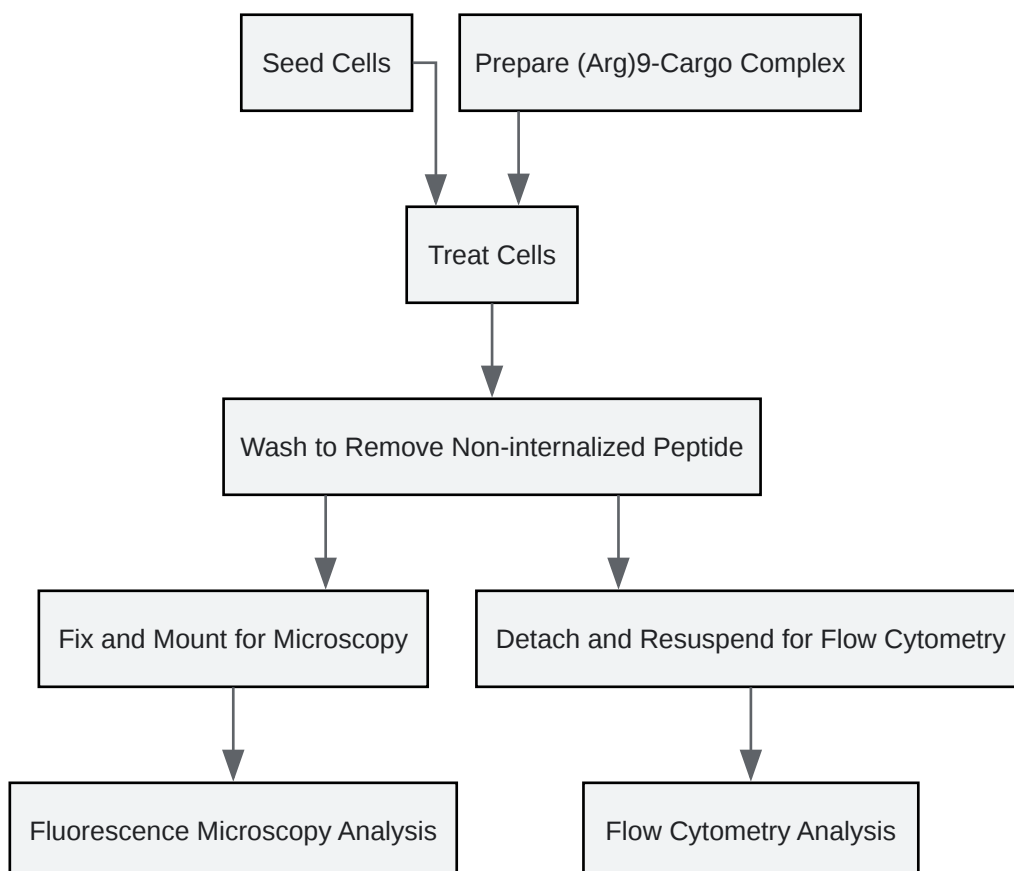 Seed Cells
Prepare (Arg)9-Cargo Complex
Treat Cells
Wash to Remove Non-internalized Peptide
Fix and Mount for Microscopy
Detach and Resuspend for Flow Cytometry
Fluorescence Microscopy Analysis
Flow Cytometry Analysis